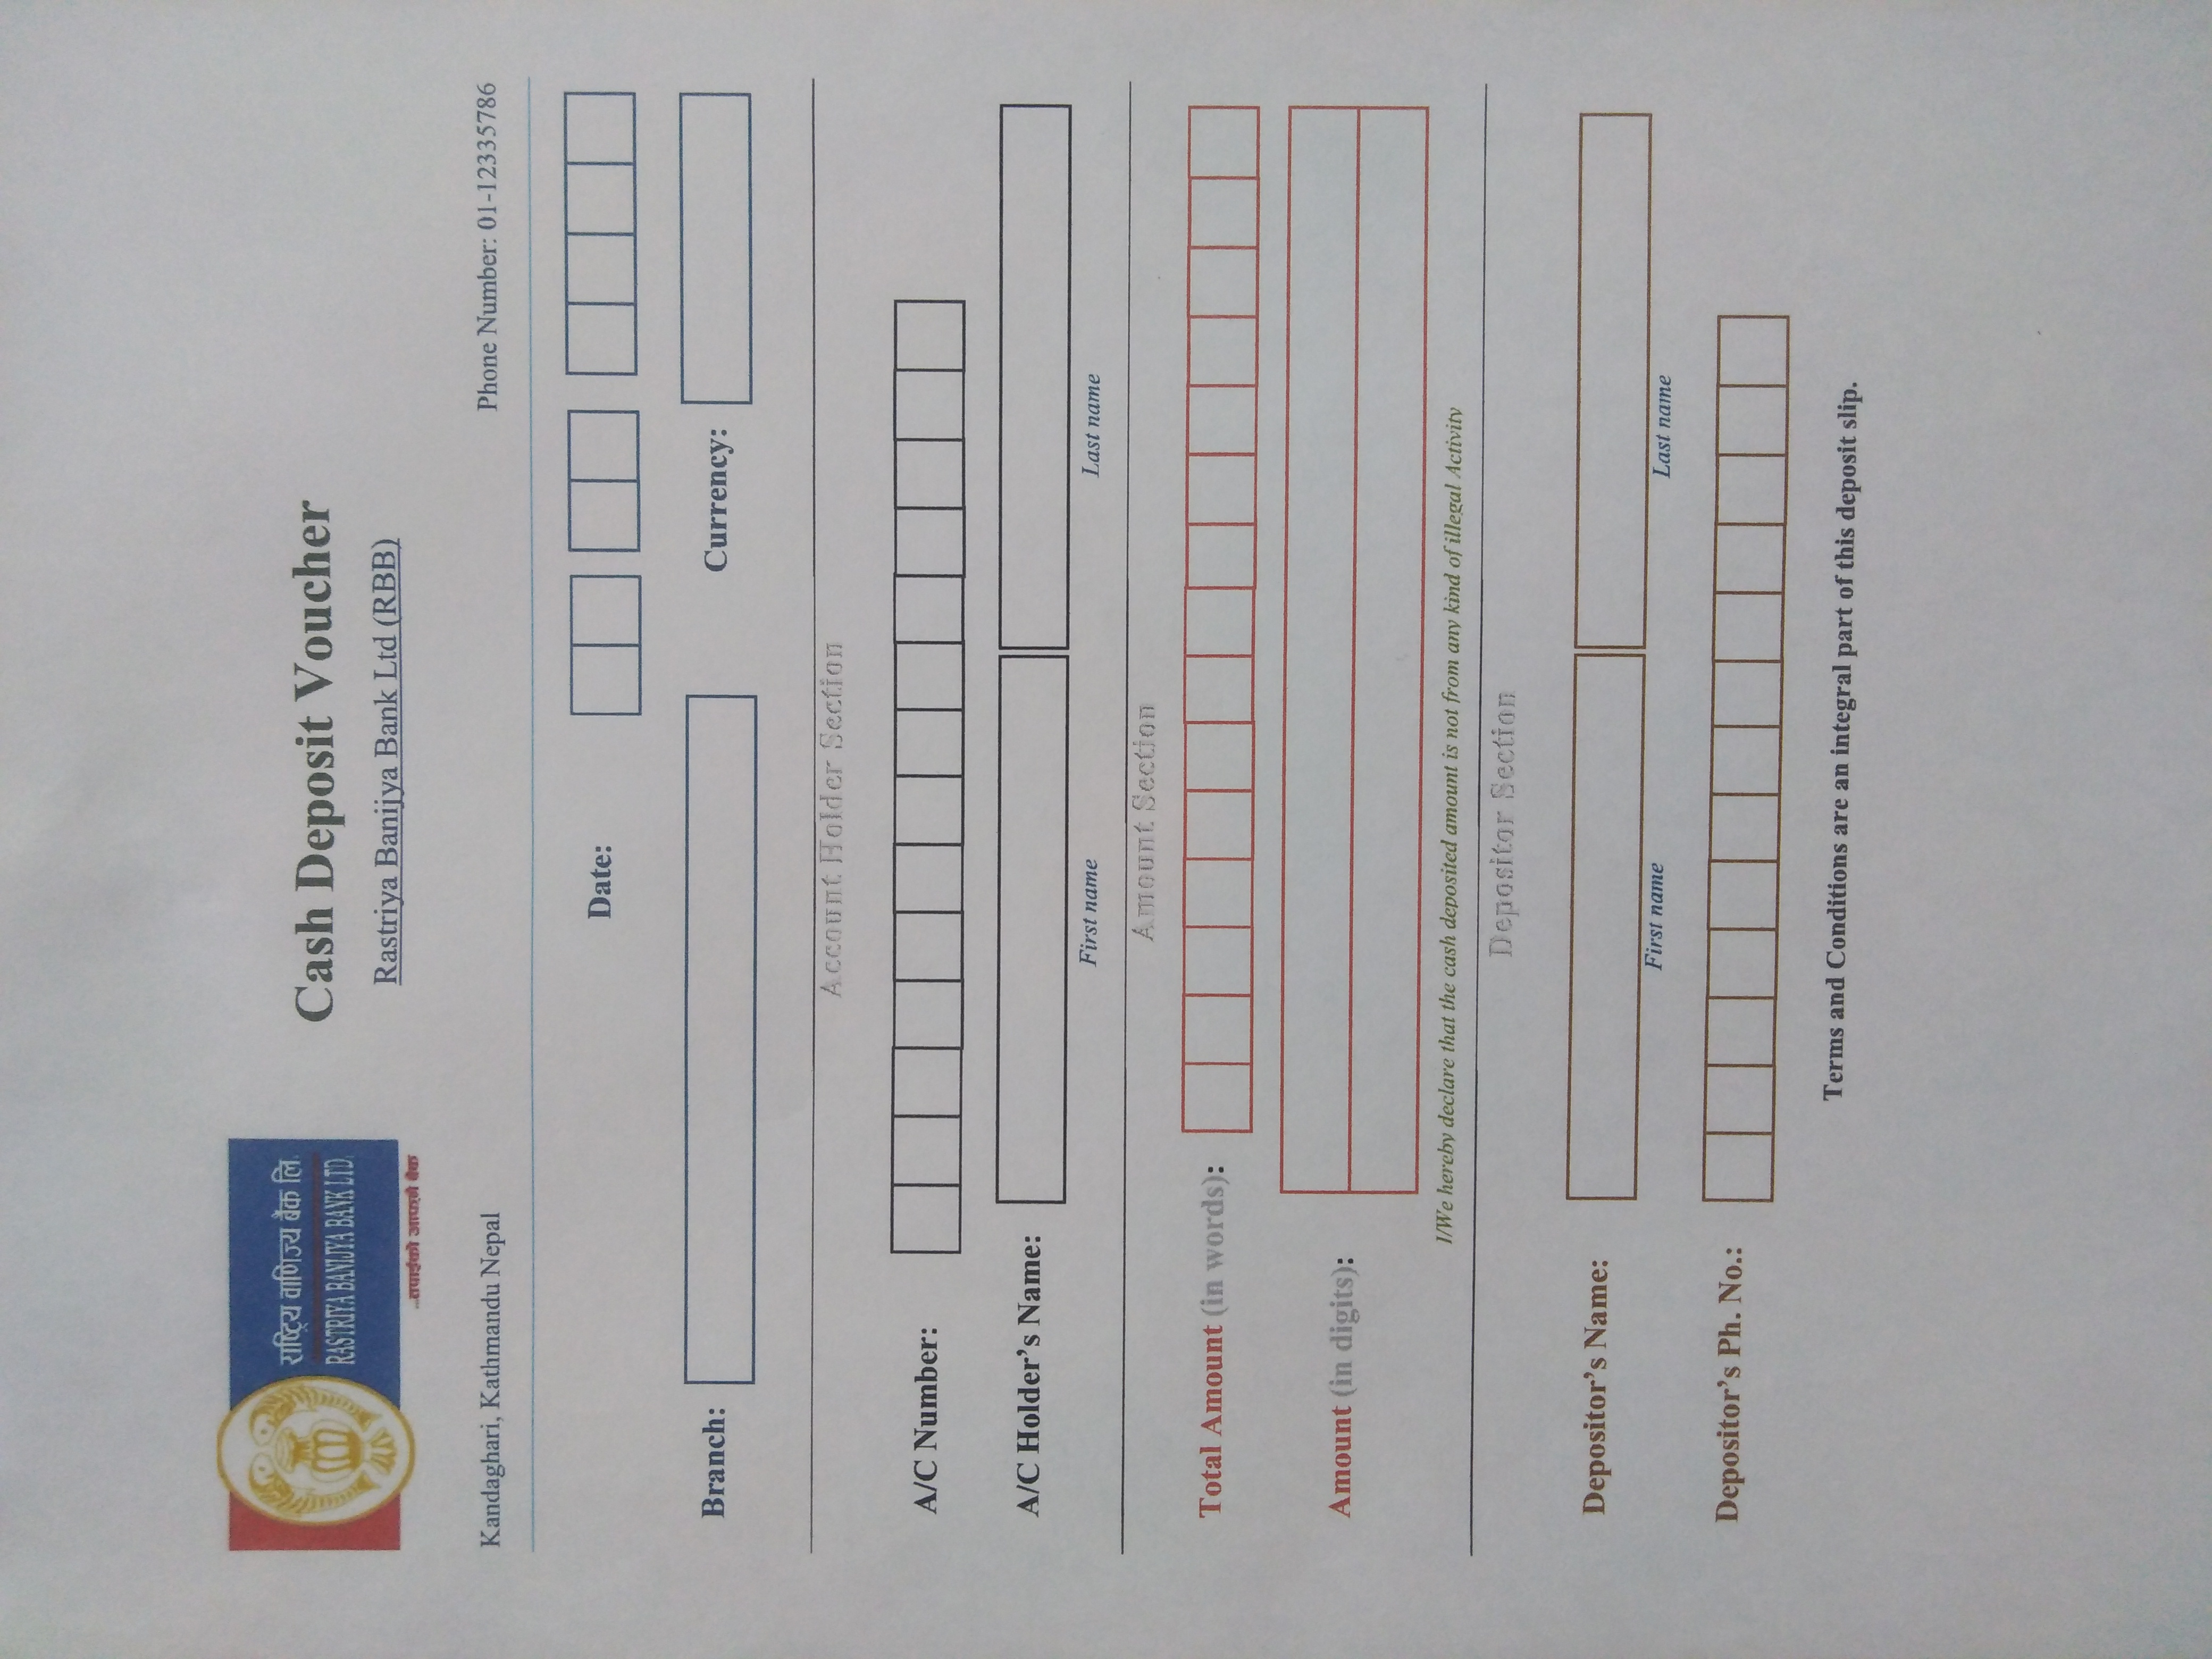 राष्ट्रिय वाणिज्य बैंक लि.
RASTRIYA BANIJYA BANK LTD.
...तपाईंको आफ्नै बैंक
Cash Deposit Voucher
Rastriya Banijya Bank Ltd (RBB)
Kandaghari, Kathmandu Nepal
Phone Number: 01-12335786
Date:
Branch:
Currency:
Account Holder Section
A/C Number:
A/C Holder’s Name:
First name
Last name
Amount Section
Total Amount (in words):
Amount (in digits):
I/We hereby declare that the cash deposited amount is not from any kind of illegal Activity
Depositor Section
Depositor’s Name:
First name
Last name
Depositor’s Ph. No.:
Terms and Conditions are an integral part of this deposit slip.